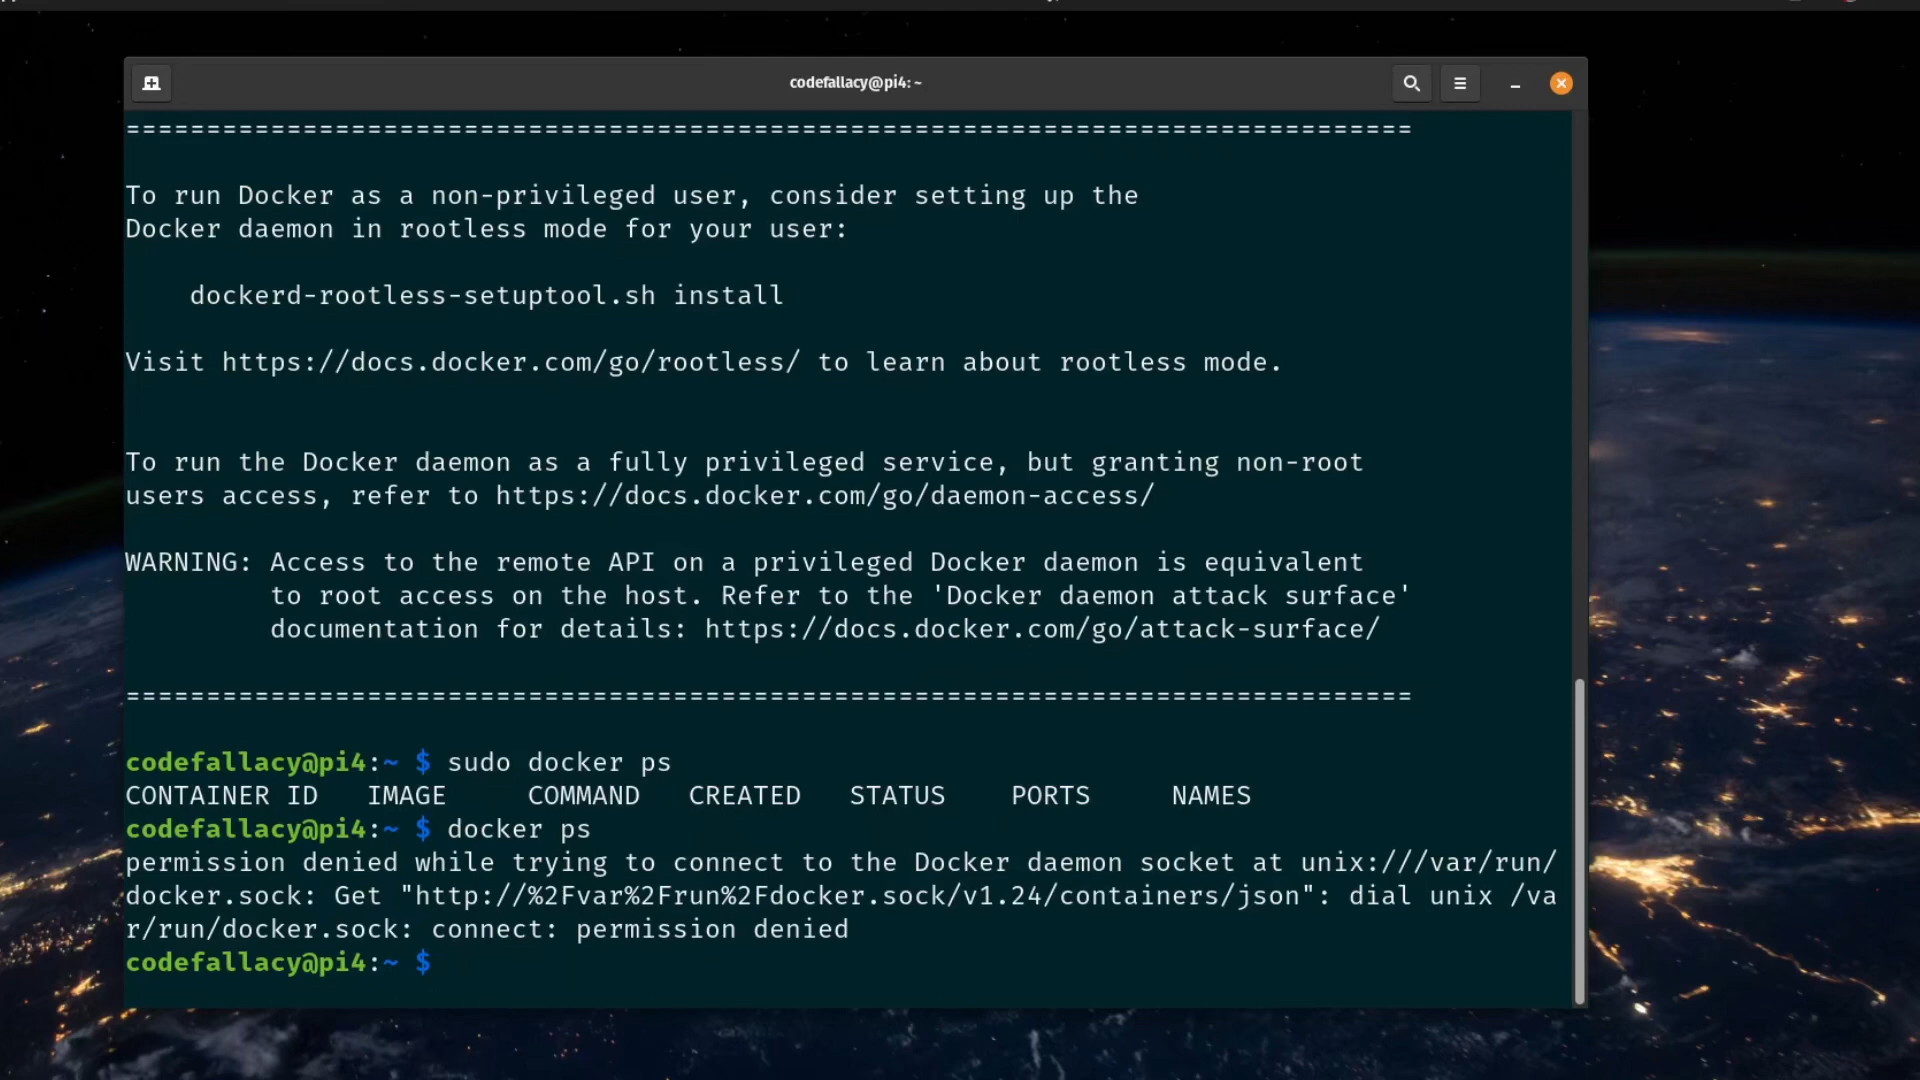 codefallacy@pi4: ~
================================================================================
To run Docker as a non-privileged user, consider setting up the
Docker daemon in rootless mode for your user:
dockerd-rootless-setuptool.sh install
Visit https://docs.docker.com/go/rootless/ to learn about rootless mode.
To run the Docker daemon as a fully privileged service, but granting non-root
users access, refer to https://docs.docker.com/go/daemon-access/
WARNING: Access to the remote API on a privileged Docker daemon is equivalent
to root access on the host. Refer to the 'Docker daemon attack surface'
documentation for details: https://docs.docker.com/go/attack-surface/
================================================================================
codefallacy@pi4:~ $ sudo docker ps
CONTAINER ID   IMAGE     COMMAND   CREATED   STATUS    PORTS     NAMES
codefallacy@pi4:~ $ docker ps
permission denied while trying to connect to the Docker daemon socket at unix:///var/run/
docker.sock: Get "http://%2Fvar%2Frun%2Fdocker.sock/v1.24/containers/json": dial unix /va
r/run/docker.sock: connect: permission denied
codefallacy@pi4:~ $